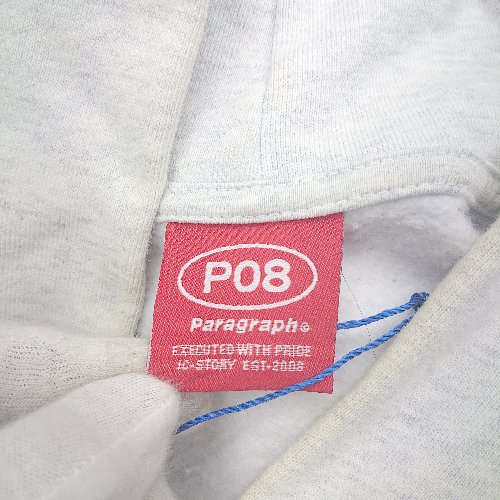 P08
Paragraph®
EXECUTED WITH PRIDE
IC-STORY EST-2008